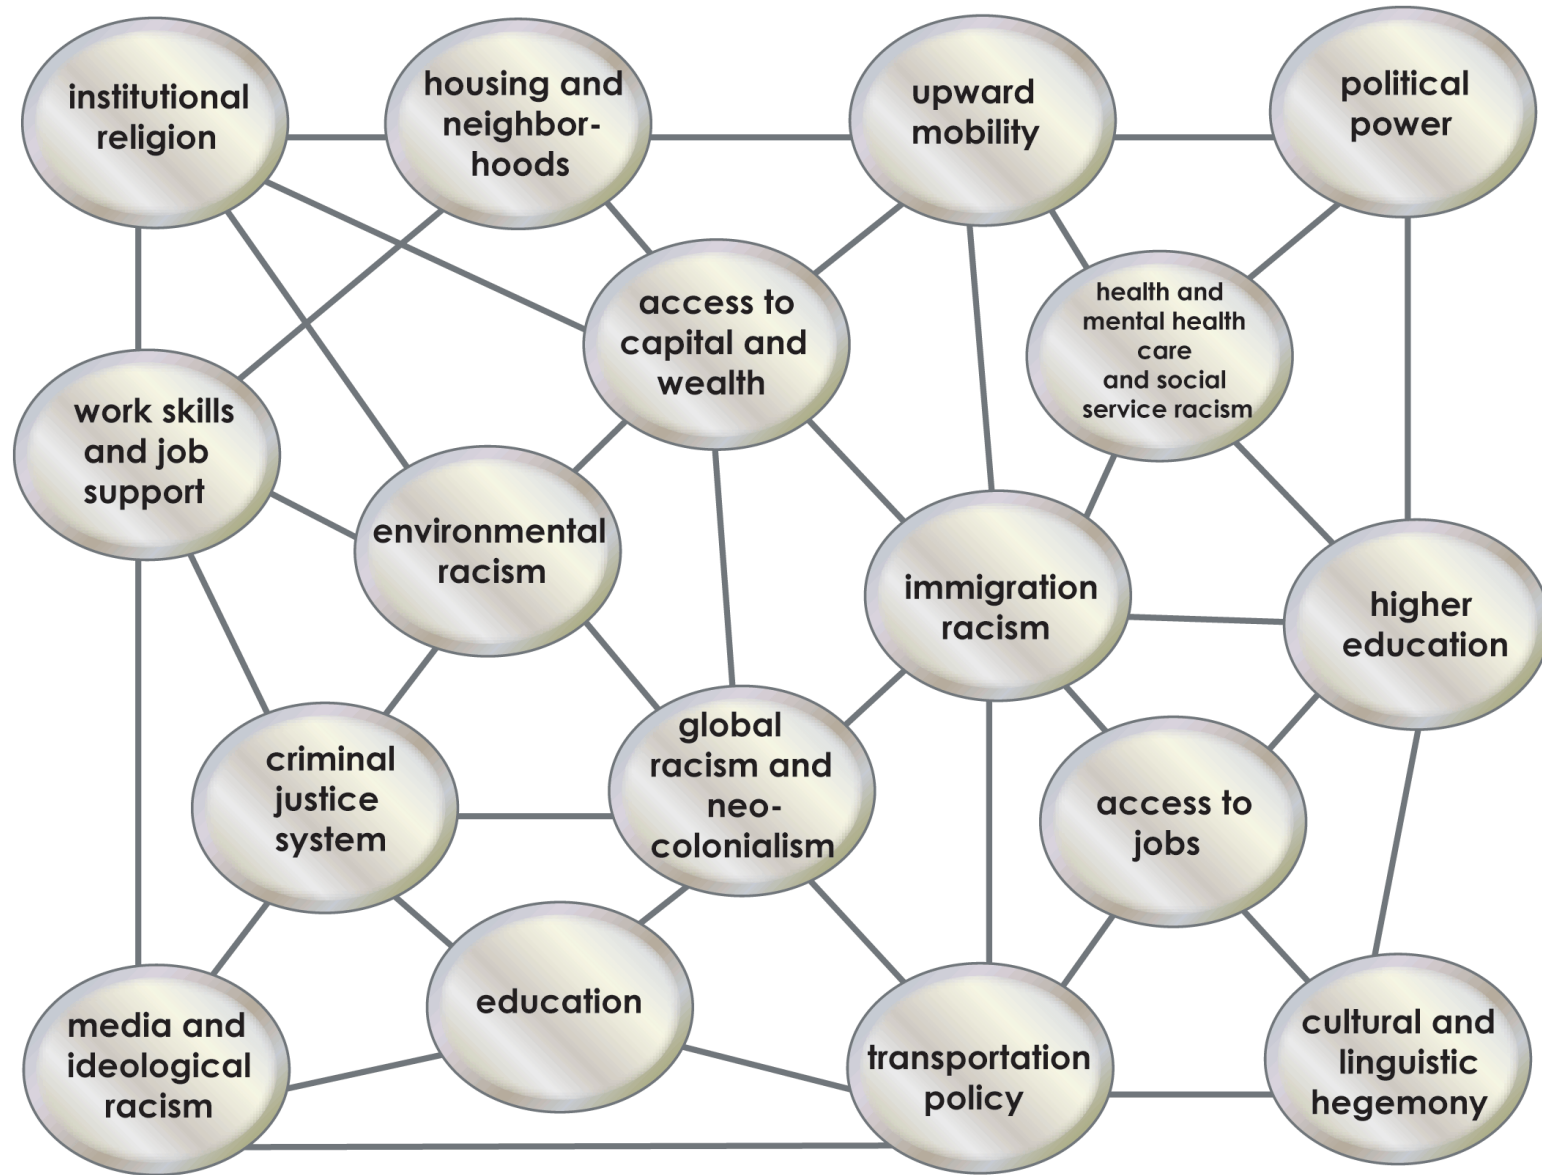 institutional
religion
housing and
neighbor-
hoods
upward
mobility
political
power
access to
capital and
wealth
health and
mental health
care
and social
service racism
work skills
and job
support
environmental
racism
immigration
racism
higher
education
criminal
justice
system
global
racism and
neo-
colonialism
access to
jobs
media and
ideological
racism
education
transportation
policy
cultural and
linguistic
hegemony